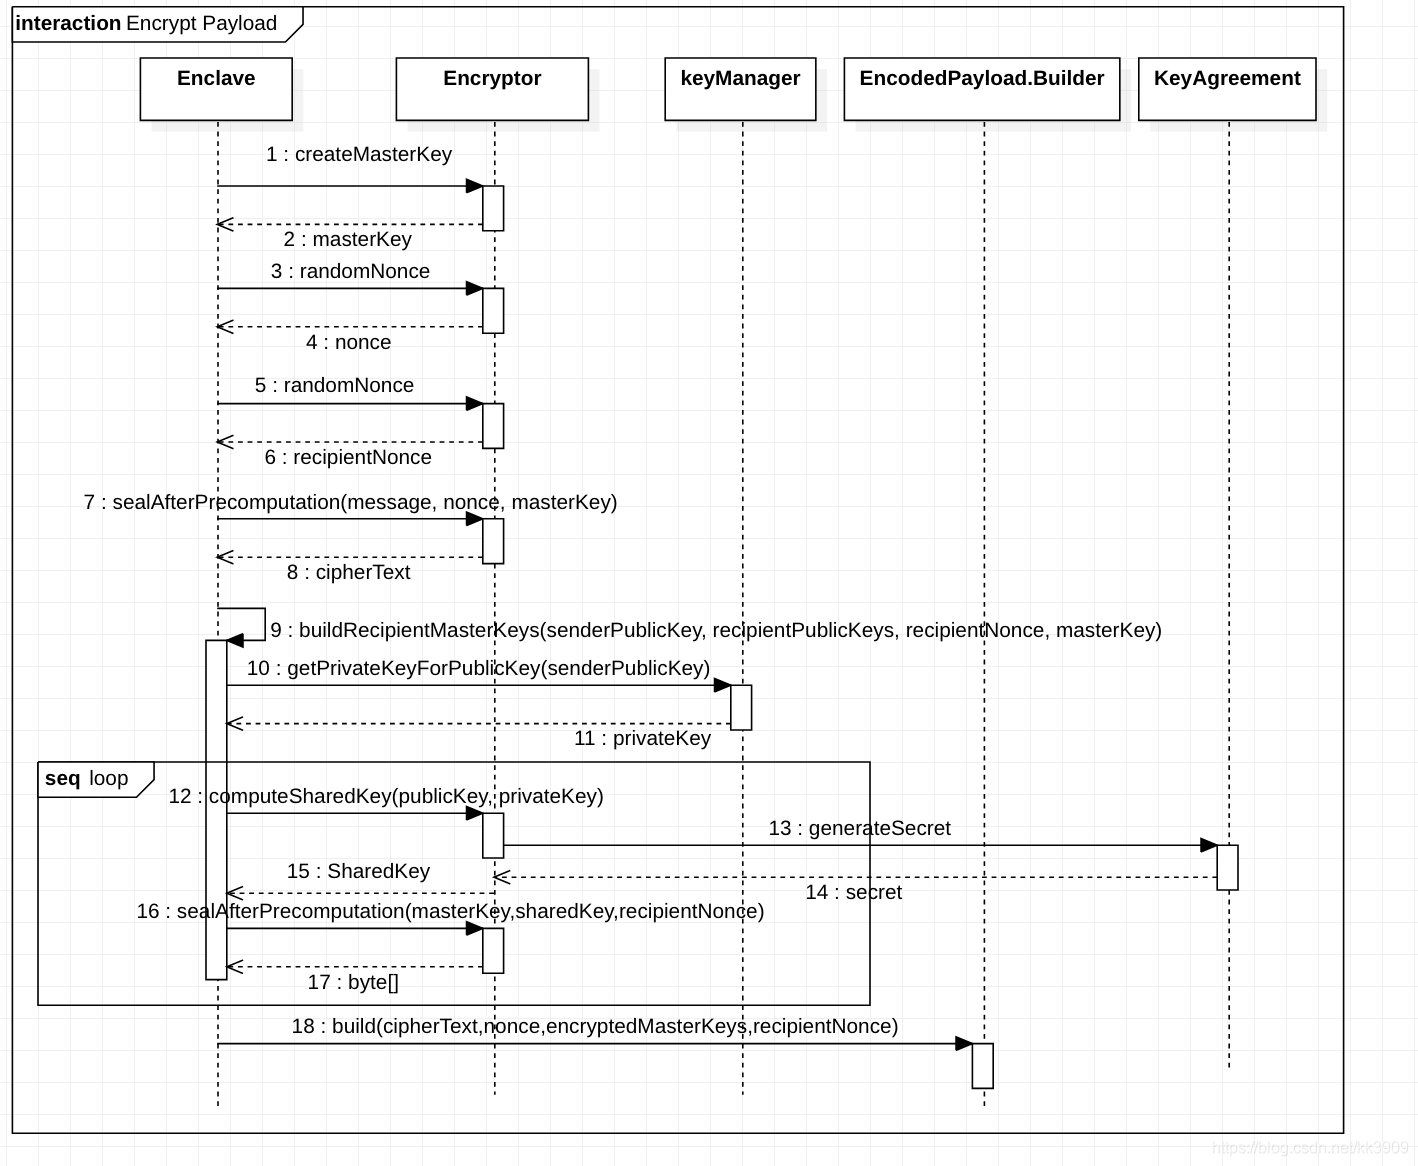 interaction Encrypt Payload
Enclave
Encryptor
keyManager
EncodedPayload.Builder
KeyAgreement
1 : createMasterKey
2 : masterKey
3 : randomNonce
4 : nonce
5 : randomNonce
6 : recipientNonce
7 : sealAfterPrecomputation(message, nonce, masterKey)
8 : cipherText
9 : buildRecipientMasterKeys(senderPublicKey, recipientPublicKeys, recipientNonce, masterKey)
10 : getPrivateKeyForPublicKey(senderPublicKey)
11 : privateKey
seq loop
12 : computeSharedKey(publicKey, privateKey)
13 : generateSecret
15 : SharedKey
14 : secret
16 : sealAfterPrecomputation(masterKey,sharedKey,recipientNonce)
17 : byte[]
18 : build(cipherText,nonce,encryptedMasterKeys,recipientNonce)
https://blog.csdn.net/kk3909